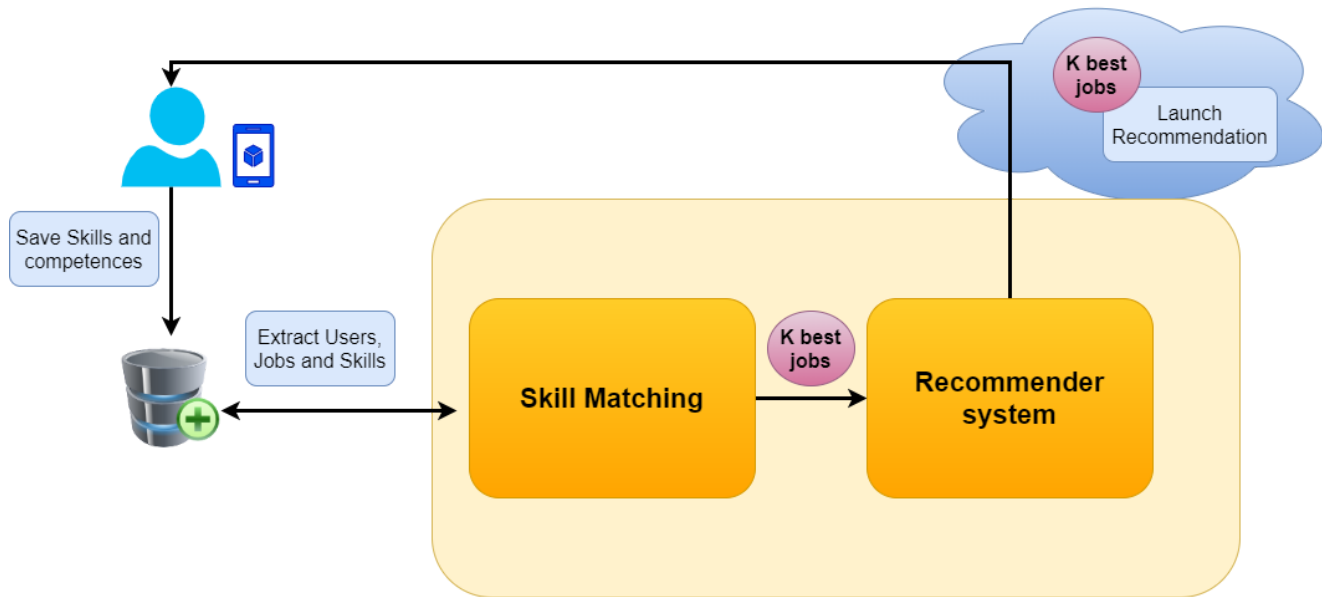 K best
jobs
Launch
Recommendation
Save Skills and
competences
Extract Users,
Jobs and Skills
Skill Matching
K best
jobs
Recommender
system